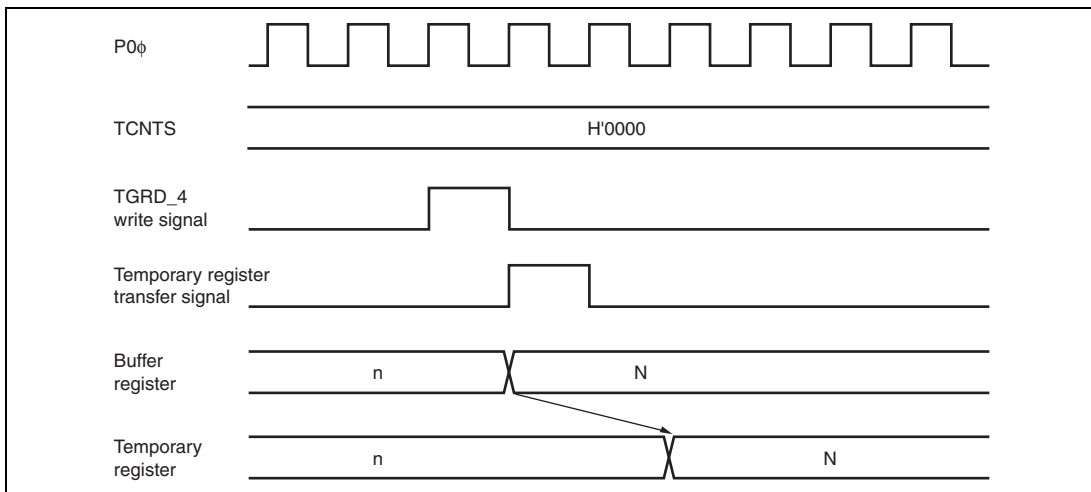 P0ϕ
TCNTS
H'0000
TGRD_4
write signal
Temporary register
transfer signal
Buffer
register
n
N
Temporary
register
n
N